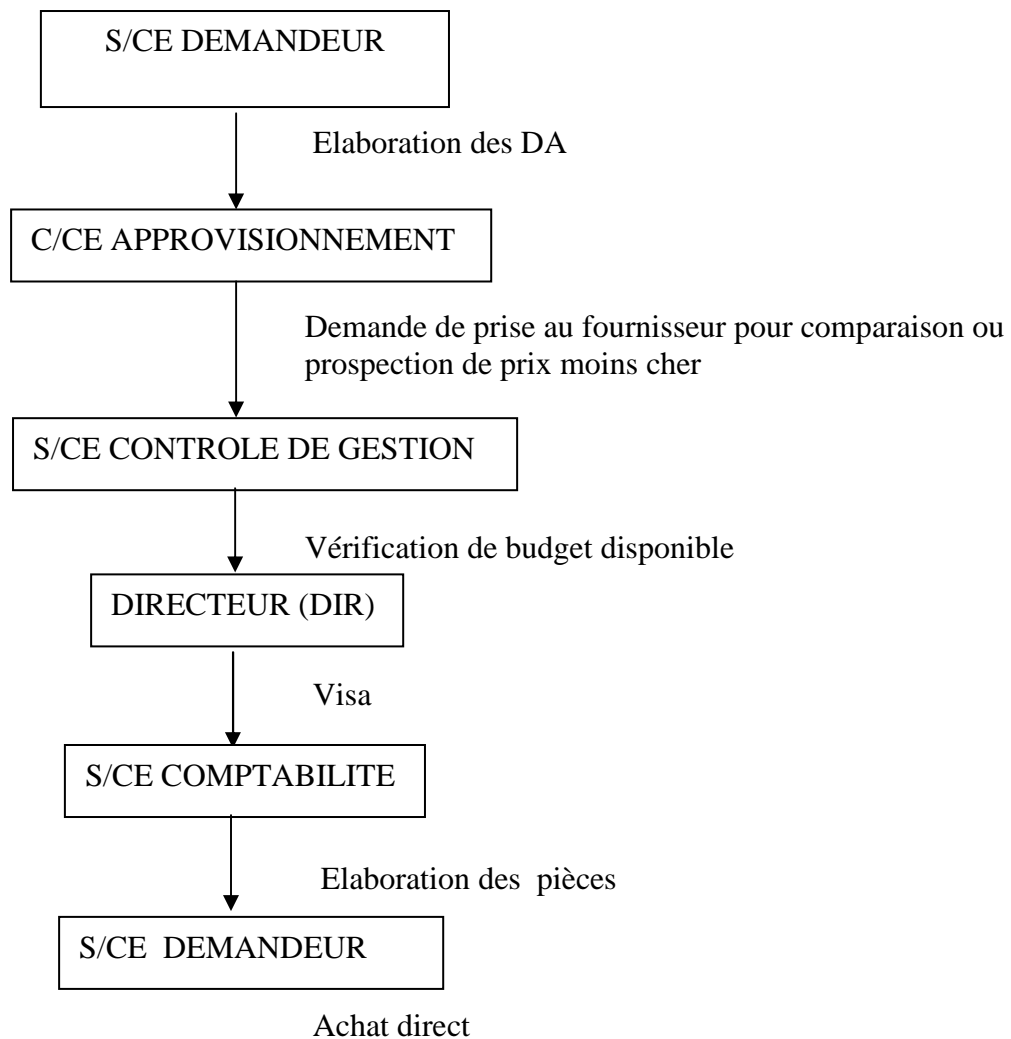 S/CE DEMANDEUR
Elaboration des DA
C/CE APPROVISIONNEMENT
Demande de prise au fournisseur pour comparaison ou
prospection de prix moins cher
S/CE CONTROLE DE GESTION
Vérification de budget disponible
DIRECTEUR (DIR)
Visa
S/CE COMPTABILITE
Elaboration des pièces
S/CE DEMANDEUR
Achat direct